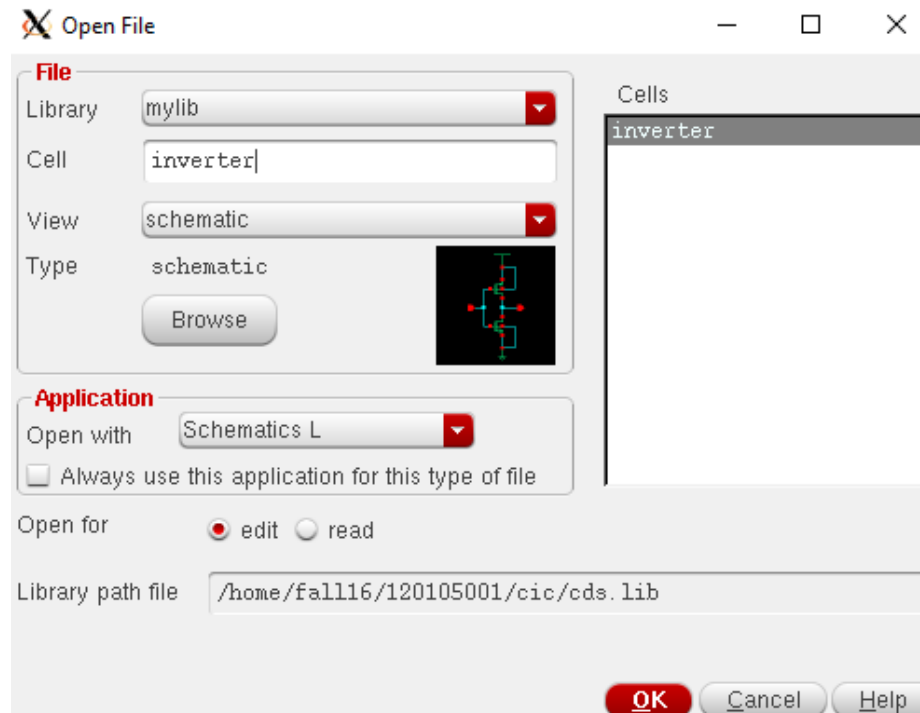 Open File
File
Library mylib
Cell inverter
View schematic
Type schematic
Browse
Application
Open with Schematics L
Always use this application for this type of file
Cells
inverter
Open for edit read
Library path file /home/fall16/120105001/cic/cds.lib
OK Cancel Help